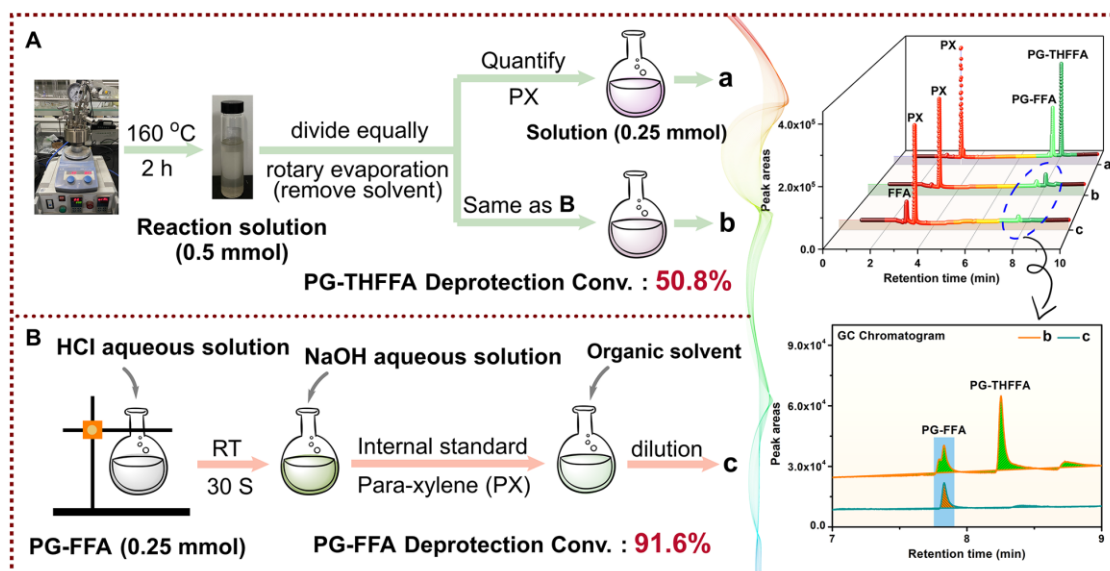 A
160 °C
2 h
Reaction solution
(0.5 mmol)
divide equally
rotary evaporation
(remove solvent)
Quantify
PX
Solution (0.25 mmol)
a
Same as B
b
PG-THFFA Deprotection Conv. : 50.8%
B
HCl aqueous solution
RT
30 S
PG-FFA (0.25 mmol)
NaOH aqueous solution
Internal standard
Para-xylene (PX)
Organic solvent
dilution
c
PG-FFA Deprotection Conv. : 91.6%
PX
PG-THFFA
PG-FFA
PX
PX
FFA
4.0x10⁵
2.0x10⁵
0.0
Peak areas
a
b
c
0 2 4 6 8 10
Retention time (min)
GC Chromatogram
b c
9.0x10⁴
6.0x10⁴
3.0x10⁴
0.0
Peak areas
PG-THFFA
PG-FFA
7 8 9
Retention time (min)